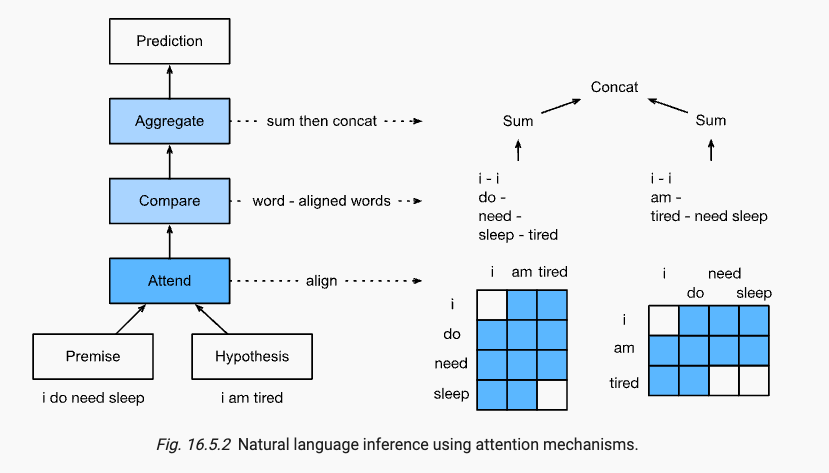 Prediction
Aggregate
sum then concat
Compare
word - aligned words
Attend
align
Premise
Hypothesis
i do need sleep
i am tired
Concat
Sum
Sum
i - i
do -
need -
sleep - tired
i - i
am -
tired - need sleep
i am tired
i
do
need
sleep
i need
do sleep
i
am
tired
Fig. 16.5.2 Natural language inference using attention mechanisms.